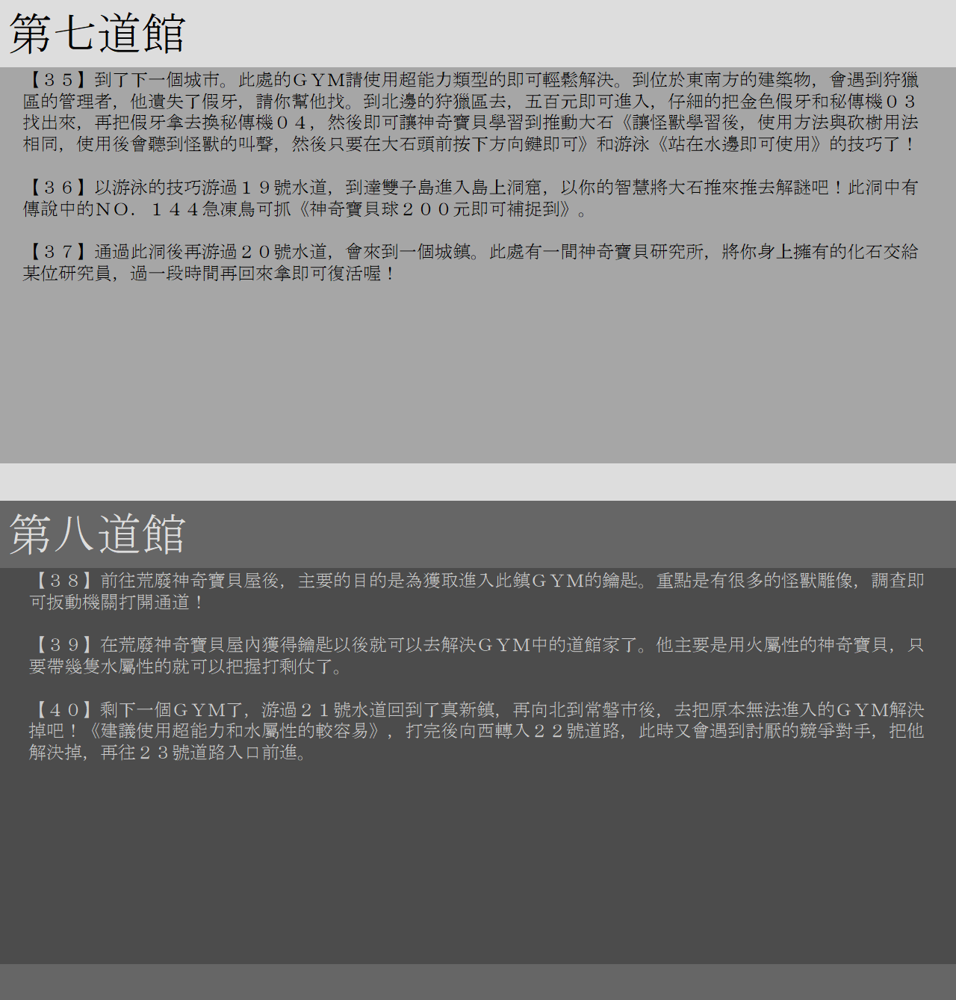 第七道館
【３５】到了下一個城市。此處的ＧＹＭ請使用超能力類型的即可輕鬆解決。到位於東南方的建築物，會遇到狩獵
區的管理者，他遺失了假牙，請你幫他找。到北邊的狩獵區去，五百元即可進入，仔細的把金色假牙和秘傳機０３
找出來，再把假牙拿去換秘傳機０４，然後即可讓神奇寶貝學習到推動大石《讓怪獸學習後，使用方法與砍樹用法
相同，使用後會聽到怪獸的叫聲，然後只要在大石頭前按下方向鍵即可》和游泳《站在水邊即可使用》的技巧了！
【３６】以游泳的技巧游過１９號水道，到達雙子島進入島上洞窟，以你的智慧將大石推來推去解謎吧！此洞中有
傳說中的ＮＯ．１４４急凍鳥可抓《神奇寶貝球２００元即可補捉到》。
【３７】通過此洞後再游過２０號水道，會來到一個城鎮。此處有一間神奇寶貝研究所，將你身上擁有的化石交給
某位研究員，過一段時間再回來拿即可復活喔！
第八道館
【３８】前往荒廢神奇寶貝屋後，主要的目的是為獲取進入此鎮ＧＹＭ的鑰匙。重點是有很多的怪獸雕像，調查即
可扳動機關打開通道！
【３９】在荒廢神奇寶貝屋內獲得鑰匙以後就可以去解決ＧＹＭ中的道館家了。他主要是用火屬性的神奇寶貝，只
要帶幾隻水屬性的就可以把握打剩仗了。
【４０】剩下一個ＧＹＭ了，游過２１號水道回到了真新鎮，再向北到常磐市後，去把原本無法進入的ＧＹＭ解決
掉吧！《建議使用超能力和水屬性的較容易》，打完後向西轉入２２號道路，此時又會遇到討厭的競爭對手，把他
解決掉，再往２３號道路入口前進。